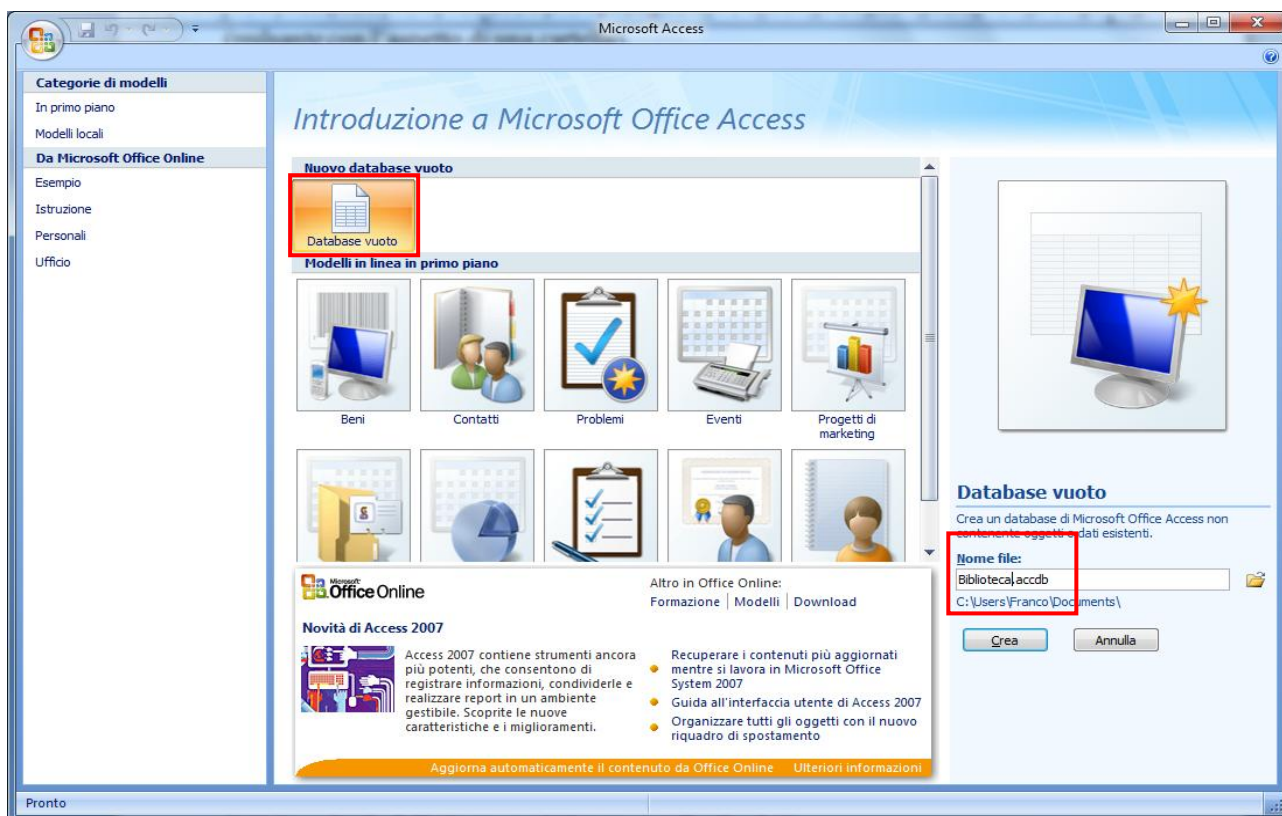 Microsoft Access
Categorie di modelli
In primo piano
Modelli locali
Da Microsoft Office Online
Esempio
Istruzione
Personali
Ufficio
Introduzione a Microsoft Office Access
Nuovo database vuoto
Database vuoto
Modelli in linea in primo piano
Beni
Contatti
Problemi
Eventi
Progetti di
marketing
Microsoft
Office Online
Altro in Office Online:
Formazione | Modelli | Download
Novità di Access 2007
Access 2007 contiene strumenti ancora
più potenti, che consentono di
registrare informazioni, condividerle e
realizzare report in un ambiente
gestibile. Scoprite le nuove
caratteristiche e i miglioramenti.
Recuperare i contenuti più aggiornati
mentre si lavora in Microsoft Office
System 2007
Guida all'interfaccia utente di Access 2007
Organizzare tutti gli oggetti con il nuovo
riquadro di spostamento
Aggiorna automaticamente il contenuto da Office Online
Ulteriori informazioni
Database vuoto
Crea un database di Microsoft Office Access non
contenente oggetti o dati esistenti.
Nome file:
Biblioteca.accdb
C:\Users\Franco\Documents\
Crea
Annulla
Pronto